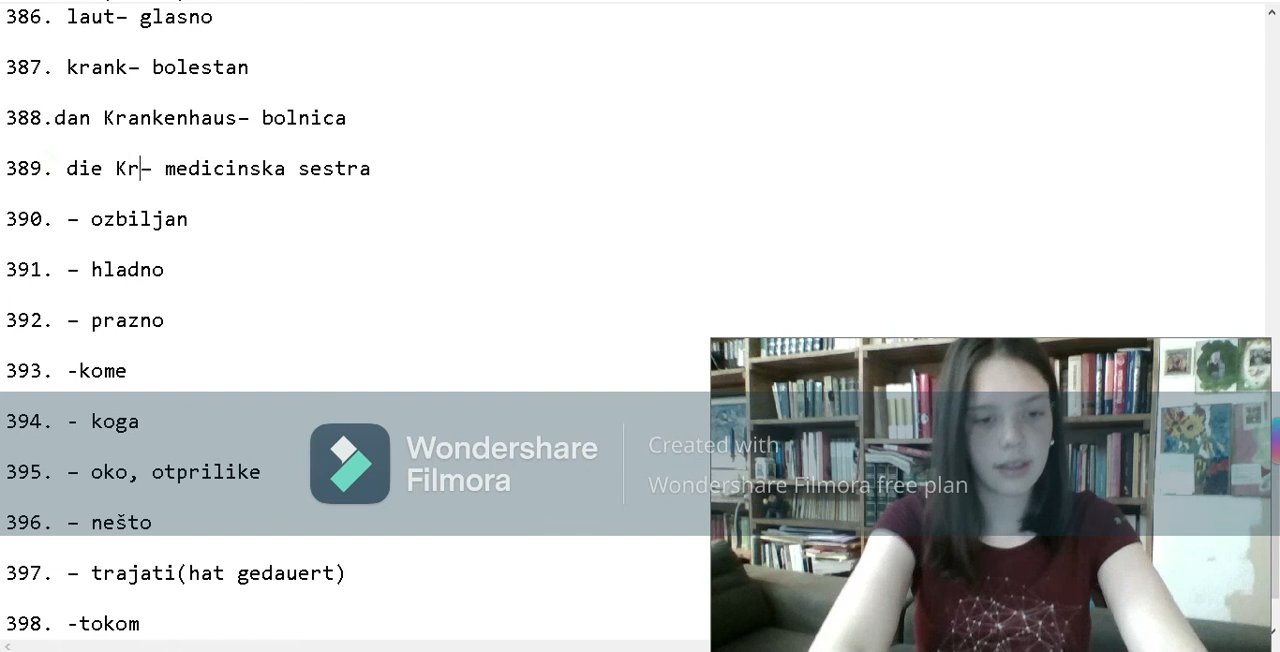 386. laut– glasno
387. krank– bolestan
388.dan Krankenhaus– bolnica
389. die Kr– medicinska sestra
390. – ozbiljan
391. – hladno
392. – prazno
393. -kome
394. - koga
395. – oko, otprilike
396. – nešto
397. – trajati(hat gedauert)
398. -tokom
Wondershare
Filmora
Created with
Wondershare Filmora free plan